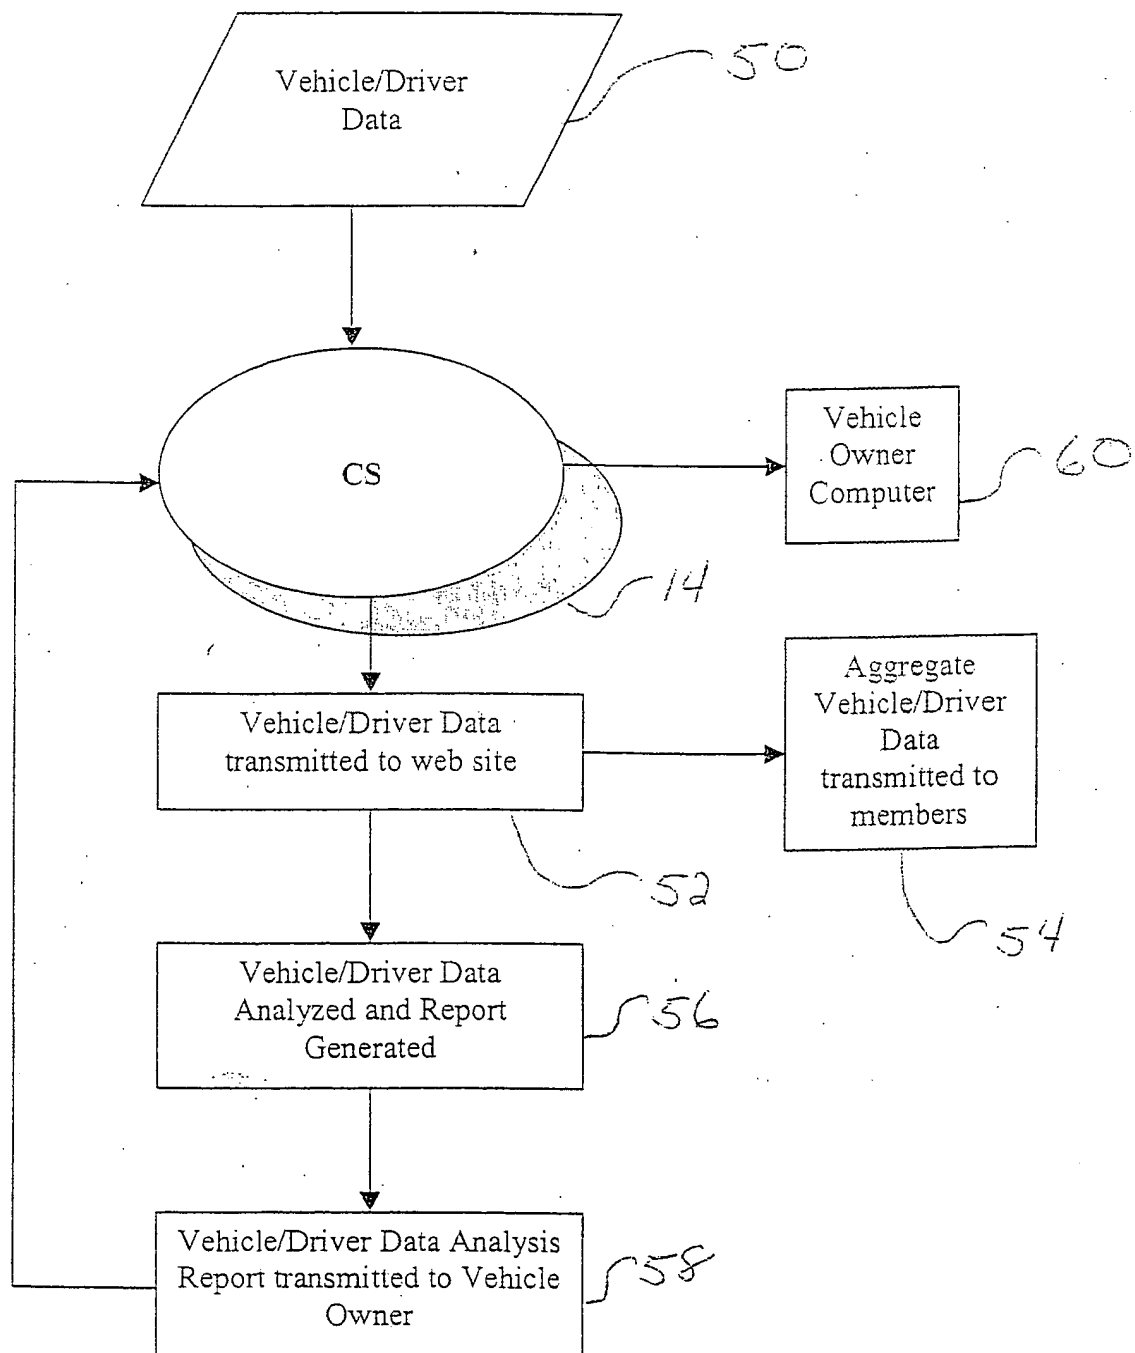 Vehicle/Driver
Data
50
CS
Vehicle
Owner
Computer
60
14
Vehicle/Driver Data
transmitted to web site
52
Aggregate
Vehicle/Driver
Data
transmitted to
members
54
Vehicle/Driver Data
Analyzed and Report
Generated
56
Vehicle/Driver Data Analysis
Report transmitted to Vehicle
Owner
58